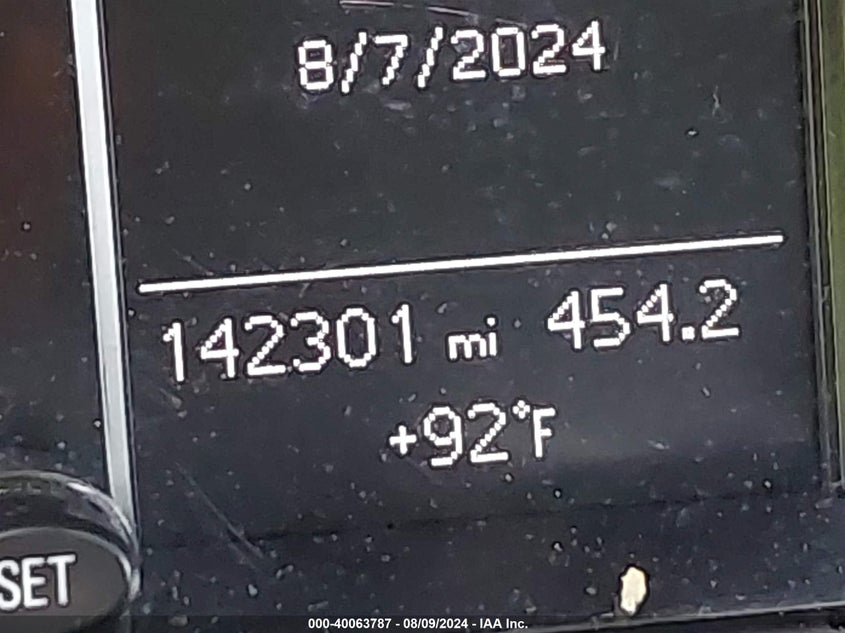 8/7/2024
142301 mi 454.2
+92°F
SET
000-40063787 - 08/09/2024 - IAA Inc.